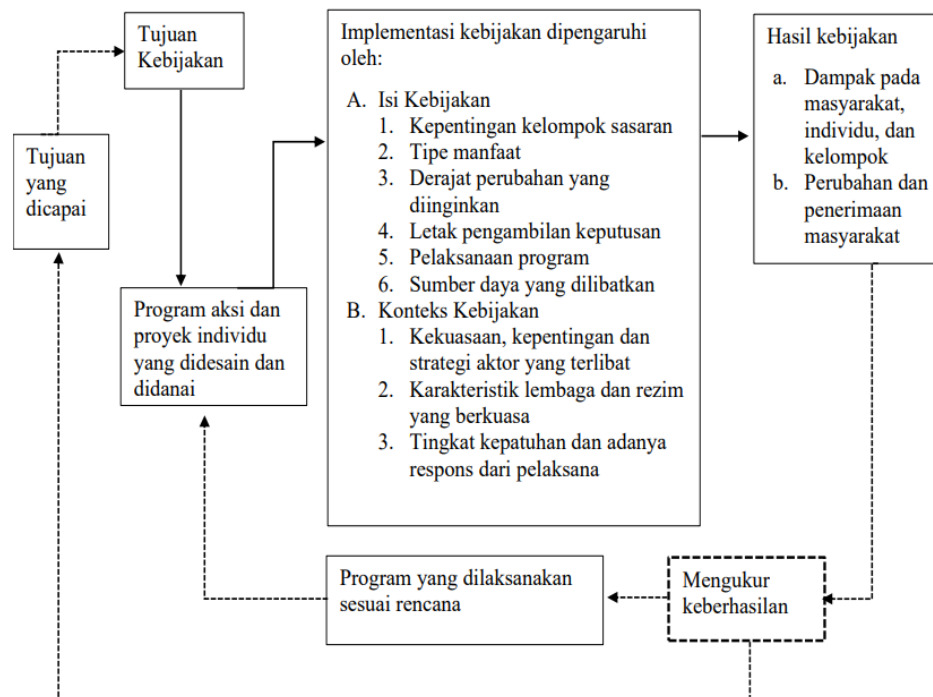 Tujuan
Kebijakan
Tujuan
yang
dicapai
Program aksi dan
proyek individu
yang didesain dan
didanai
Implementasi kebijakan dipengaruhi
oleh:
A. Isi Kebijakan
1. Kepentingan kelompok sasaran
2. Tipe manfaat
3. Derajat perubahan yang
diinginkan
4. Letak pengambilan keputusan
5. Pelaksanaan program
6. Sumber daya yang dilibatkan
B. Konteks Kebijakan
1. Kekuasaan, kepentingan dan
strategi aktor yang terlibat
2. Karakteristik lembaga dan rezim
yang berkuasa
3. Tingkat kepatuhan dan adanya
respons dari pelaksana
Hasil kebijakan
a. Dampak pada
masyarakat,
individu, dan
kelompok
b. Perubahan dan
penerimaan
masyarakat
Program yang dilaksanakan
sesuai rencana
Mengukur
keberhasilan